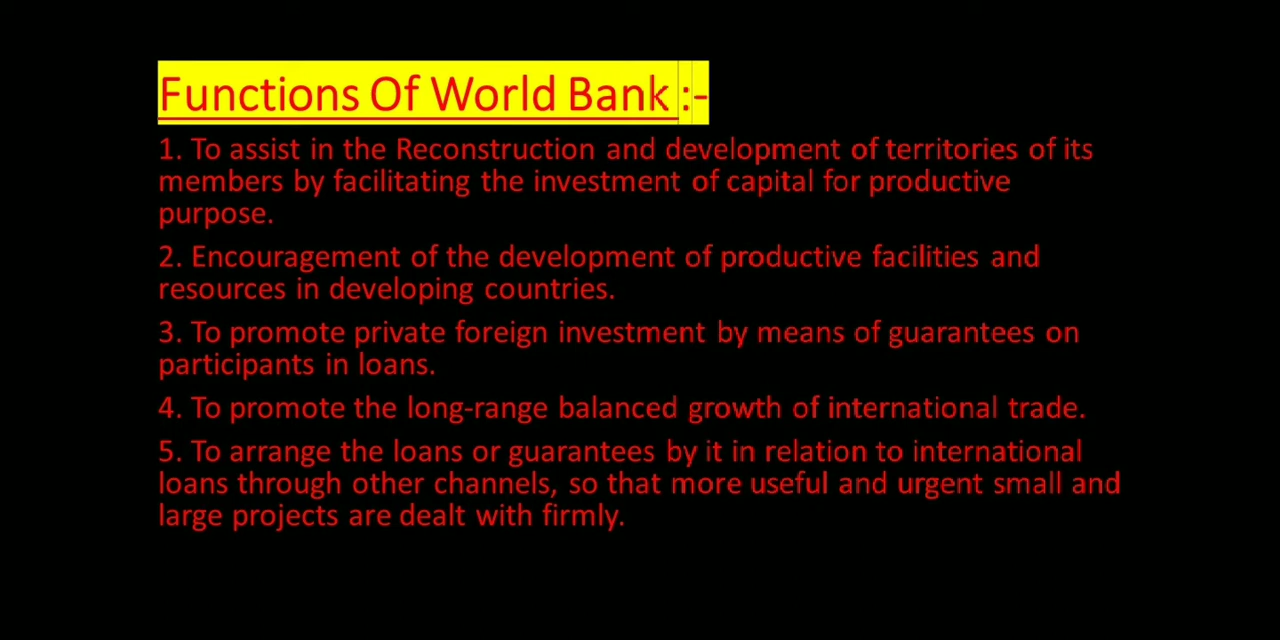 Functions Of World Bank :-
1. To assist in the Reconstruction and development of territories of its
members by facilitating the investment of capital for productive
purpose.
2. Encouragement of the development of productive facilities and
resources in developing countries.
3. To promote private foreign investment by means of guarantees on
participants in loans.
4. To promote the long-range balanced growth of international trade.
5. To arrange the loans or guarantees by it in relation to international
loans through other channels, so that more useful and urgent small and
large projects are dealt with firmly.